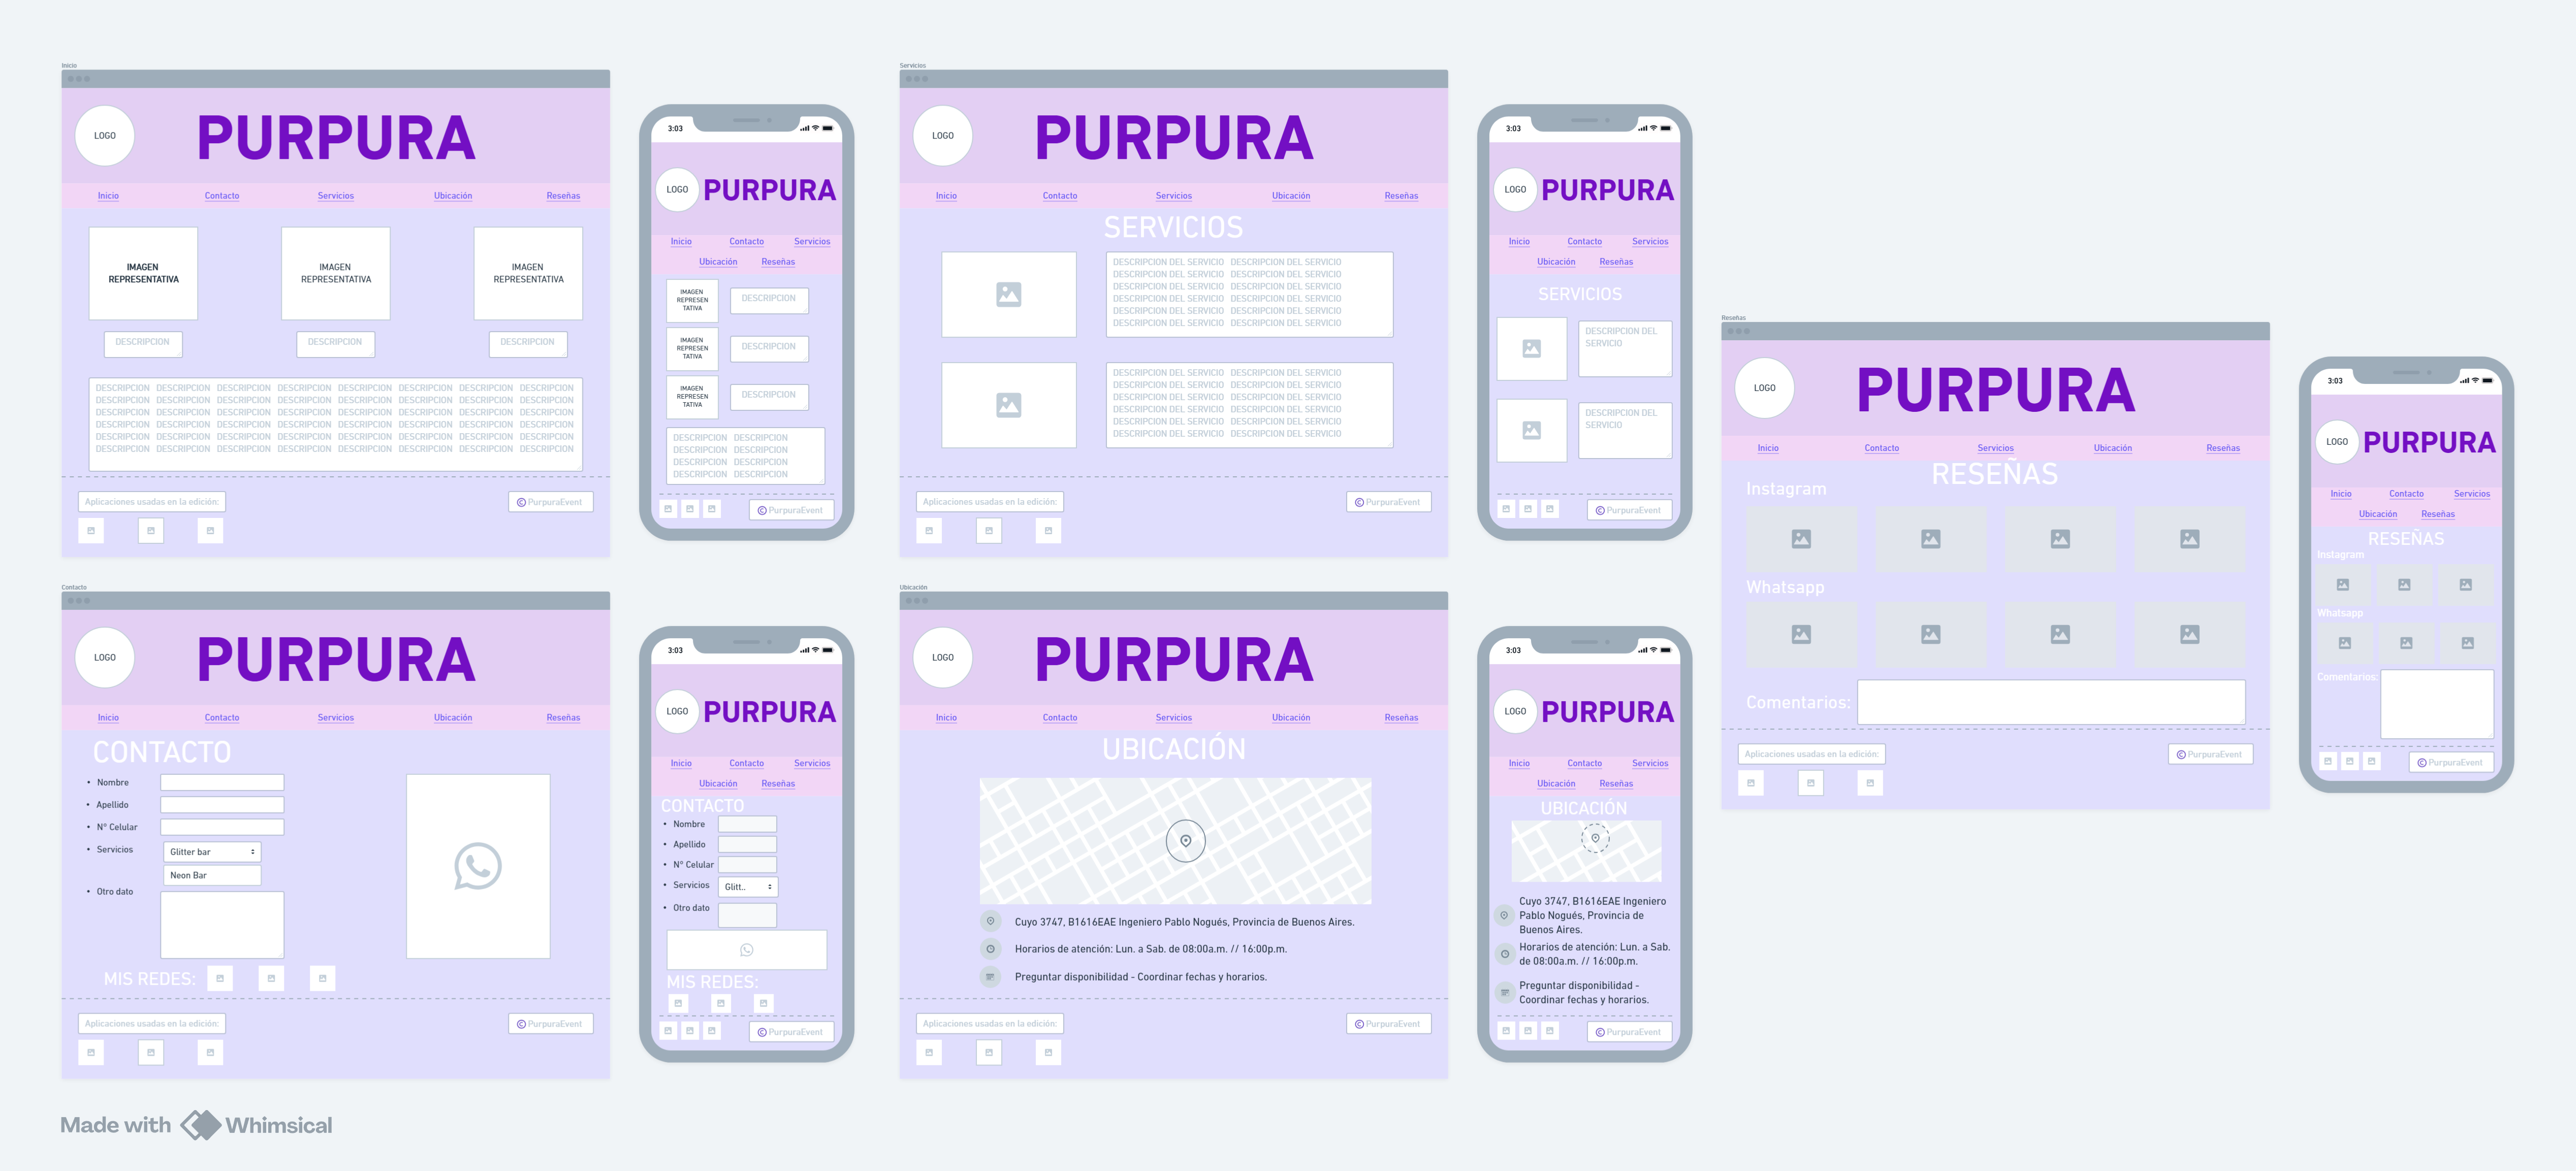 Inicio
LOGO
PURPURA
Inicio Contacto Servicios Ubicación Reseñas
IMAGEN
REPRESENTATIVA
IMAGEN
REPRESENTATIVA
IMAGEN
REPRESENTATIVA
DESCRIPCION DESCRIPCION DESCRIPCION
DESCRIPCION DESCRIPCION DESCRIPCION DESCRIPCION DESCRIPCION DESCRIPCION DESCRIPCION DESCRIPCION
DESCRIPCION DESCRIPCION DESCRIPCION DESCRIPCION DESCRIPCION DESCRIPCION DESCRIPCION DESCRIPCION
DESCRIPCION DESCRIPCION DESCRIPCION DESCRIPCION DESCRIPCION DESCRIPCION DESCRIPCION DESCRIPCION
DESCRIPCION DESCRIPCION DESCRIPCION DESCRIPCION DESCRIPCION DESCRIPCION DESCRIPCION DESCRIPCION
DESCRIPCION DESCRIPCION DESCRIPCION DESCRIPCION DESCRIPCION DESCRIPCION DESCRIPCION DESCRIPCION
DESCRIPCION DESCRIPCION DESCRIPCION DESCRIPCION DESCRIPCION DESCRIPCION DESCRIPCION DESCRIPCION
Aplicaciones usadas en la edición:
© PurpuraEvent
3:03
LOGO
PURPURA
Inicio Contacto Servicios
Ubicación Reseñas
IMAGEN
REPRESEN
TATIVA
DESCRIPCION
IMAGEN
REPRESEN
TATIVA
DESCRIPCION
IMAGEN
REPRESEN
TATIVA
DESCRIPCION
DESCRIPCION DESCRIPCION
DESCRIPCION DESCRIPCION
DESCRIPCION DESCRIPCION
DESCRIPCION DESCRIPCION
© PurpuraEvent
Servicios
LOGO
PURPURA
Inicio Contacto Servicios Ubicación Reseñas
SERVICIOS
DESCRIPCION DEL SERVICIO DESCRIPCION DEL SERVICIO
DESCRIPCION DEL SERVICIO DESCRIPCION DEL SERVICIO
DESCRIPCION DEL SERVICIO DESCRIPCION DEL SERVICIO
DESCRIPCION DEL SERVICIO DESCRIPCION DEL SERVICIO
DESCRIPCION DEL SERVICIO DESCRIPCION DEL SERVICIO
DESCRIPCION DEL SERVICIO DESCRIPCION DEL SERVICIO
DESCRIPCION DEL SERVICIO DESCRIPCION DEL SERVICIO
DESCRIPCION DEL SERVICIO DESCRIPCION DEL SERVICIO
DESCRIPCION DEL SERVICIO DESCRIPCION DEL SERVICIO
DESCRIPCION DEL SERVICIO DESCRIPCION DEL SERVICIO
DESCRIPCION DEL SERVICIO DESCRIPCION DEL SERVICIO
DESCRIPCION DEL SERVICIO DESCRIPCION DEL SERVICIO
Aplicaciones usadas en la edición:
© PurpuraEvent
3:03
LOGO
PURPURA
Inicio Contacto Servicios
Ubicación Reseñas
SERVICIOS
DESCRIPCION DEL
SERVICIO
DESCRIPCION DEL
SERVICIO
© PurpuraEvent
Reseñas
LOGO
PURPURA
Inicio Contacto Servicios Ubicación Reseñas
RESEÑAS
Instagram
Whatsapp
Comentarios:
Aplicaciones usadas en la edición:
© PurpuraEvent
3:03
LOGO
PURPURA
Inicio Contacto Servicios
Ubicación Reseñas
RESEÑAS
Instagram
Whatsapp
Comentarios:
© PurpuraEvent
Contacto
LOGO
PURPURA
Inicio Contacto Servicios Ubicación Reseñas
CONTACTO
• Nombre
• Apellido
• N° Celular
• Servicios
Glitter bar
Neon Bar
• Otro dato
MIS REDES:
Aplicaciones usadas en la edición:
© PurpuraEvent
3:03
LOGO
PURPURA
Inicio Contacto Servicios
Ubicación Reseñas
CONTACTO
• Nombre
• Apellido
• N° Celular
• Servicios
Glitt..
• Otro dato
MIS REDES:
© PurpuraEvent
Ubicación
LOGO
PURPURA
Inicio Contacto Servicios Ubicación Reseñas
UBICACIÓN
Cuyo 3747, B1616EAE Ingeniero Pablo Nogués, Provincia de Buenos Aires.
Horarios de atención: Lun. a Sab. de 08:00a.m. // 16:00p.m.
Preguntar disponibilidad - Coordinar fechas y horarios.
Aplicaciones usadas en la edición:
© PurpuraEvent
3:03
LOGO
PURPURA
Inicio Contacto Servicios
Ubicación Reseñas
UBICACIÓN
Cuyo 3747, B1616EAE Ingeniero
Pablo Nogués, Provincia de
Buenos Aires.
Horarios de atención: Lun. a Sab.
de 08:00a.m. // 16:00p.m.
Preguntar disponibilidad -
Coordinar fechas y horarios.
© PurpuraEvent
Made with Whimsical